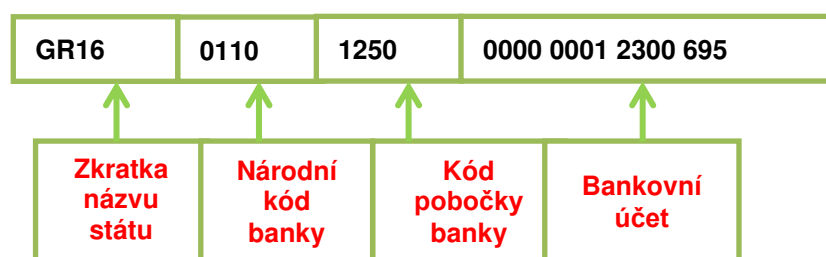 GR16 0110 1250 0000 0001 2300 695
Zkratka
názvu
státu
Národní
kód
banky
Kód
pobočky
banky
Bankovní
účet